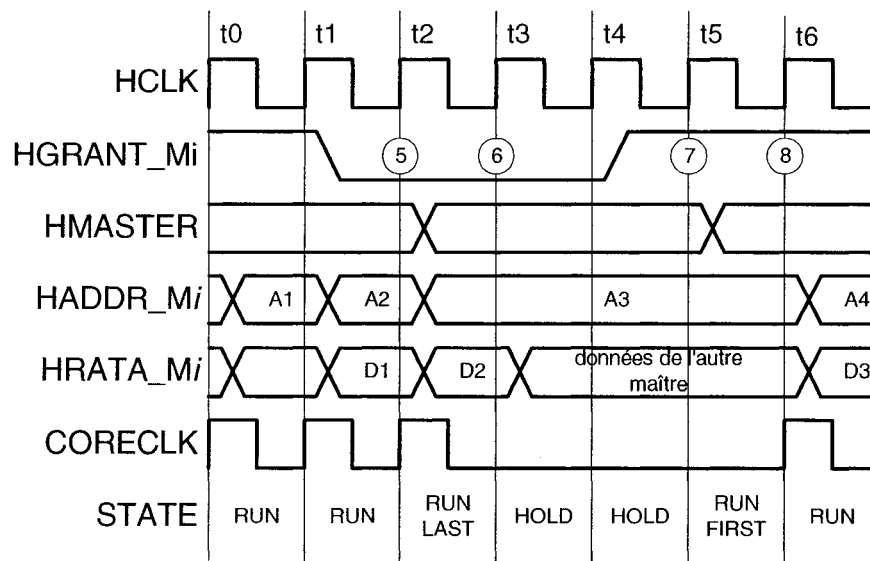 t0 t1 t2 t3 t4 t5 t6
HCLK
HGRANT_Mi 5 6 7 8
HMASTER
HADDR_Mi A1 A2 A3 A4
HRATA_Mi D1 D2 données de l'autre D3
maître
CORECLK
STATE RUN RUN RUN HOLD HOLD RUN RUN
LAST FIRST